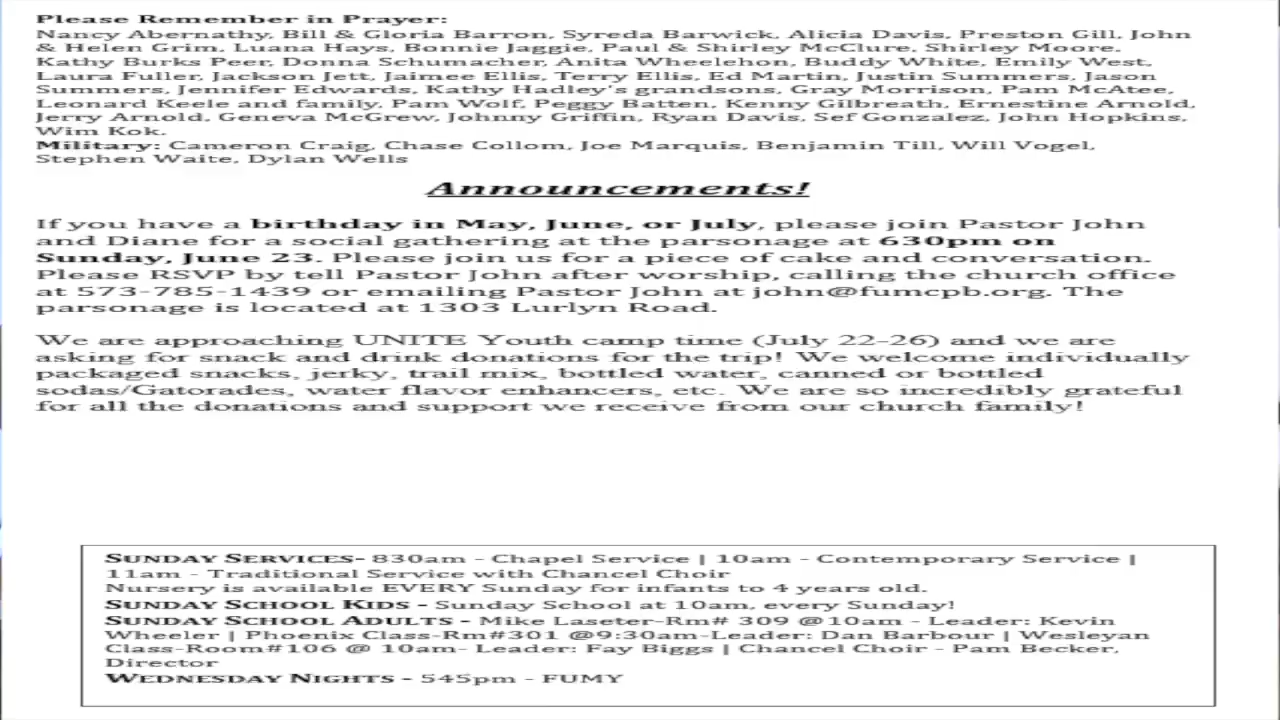 Please Remember in Prayer:
Nancy Abernathy, Bill & Gloria Barron, Syreda Barwick, Alicia Davis, Preston Gill, John
& Helen Grim, Luana Hays, Bonnie Jaggie, Paul & Shirley McClure, Shirley Moore,
Kathy Burks Peer, Donna Schumacher, Anita Wheelehon, Buddy White, Emily West,
Laura Fuller, Jackson Jett, Jaimee Ellis, Terry Ellis, Ed Martin, Justin Summers, Jason
Summers, Jennifer Edwards, Kathy Hadley's grandsons, Gray Morrison, Pam McAtee,
Leonard Keele and family, Pam Wolf, Peggy Batten, Kenny Gilbreath, Ernestine Arnold,
Jerry Arnold, Geneva McGrew, Johnny Griffin, Ryan Davis, Sef Gonzalez, John Hopkins,
Wim Kok.
Military: Cameron Craig, Chase Collom, Joe Marquis, Benjamin Till, Will Vogel,
Stephen Waite, Dylan Wells
Announcements!
If you have a birthday in May, June, or July, please join Pastor John
and Diane for a social gathering at the parsonage at 630pm on
Sunday, June 23. Please join us for a piece of cake and conversation.
Please RSVP by tell Pastor John after worship, calling the church office
at 573-785-1439 or emailing Pastor John at john@fumcpb.org. The
parsonage is located at 1303 Lurlyn Road.
We are approaching UNITE Youth camp time (July 22-26) and we are
asking for snack and drink donations for the trip! We welcome individually
packaged snacks, jerky, trail mix, bottled water, canned or bottled
sodas/Gatorades, water flavor enhancers, etc. We are so incredibly grateful
for all the donations and support we receive from our church family!
SUNDAY SERVICES- 830am - Chapel Service | 10am - Contemporary Service |
11am - Traditional Service with Chancel Choir
Nursery is available EVERY Sunday for infants to 4 years old.
SUNDAY SCHOOL KIDS - Sunday School at 10am, every Sunday!
SUNDAY SCHOOL ADULTS - Mike Laseter-Rm# 309 @10am - Leader: Kevin
Wheeler | Phoenix Class-Rm#301 @9:30am-Leader: Dan Barbour | Wesleyan
Class-Room#106 @ 10am- Leader: Fay Biggs | Chancel Choir - Pam Becker,
Director
WEDNESDAY NIGHTS - 545pm - FUMY